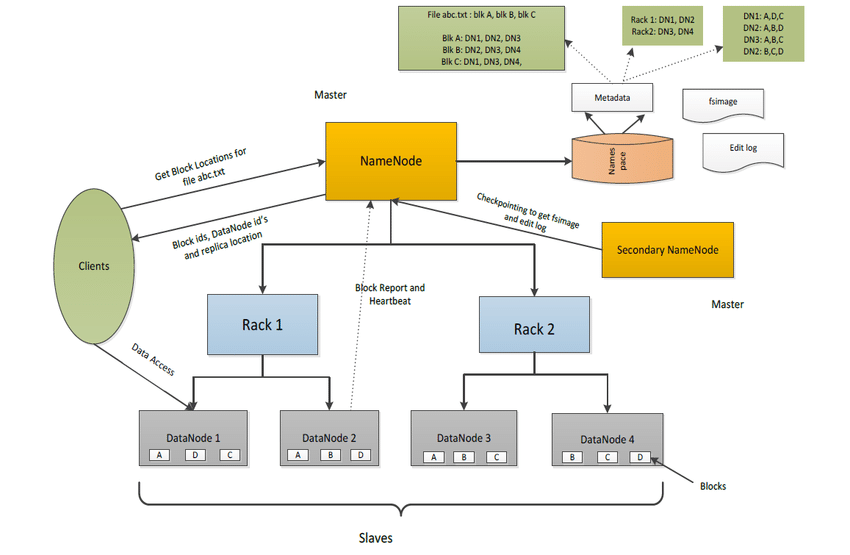 File abc.txt : blk A, blk B, blk C
Blk A: DN1, DN2, DN3
Blk B: DN2, DN3, DN4
Blk C: DN1, DN3, DN4,
Rack 1: DN1, DN2
Rack2: DN3, DN4
DN1: A,D,C
DN2: A,B,D
DN3: A,B,C
DN2: B,C,D
Metadata
fsimage
Edit log
Names
pace
Master
NameNode
Get Block Locations for
file abc.txt
Block ids, DataNode id's
and replica location
Checkpointing to get fsimage
and edit log
Secondary NameNode
Master
Clients
Block Report and
Heartbeat
Rack 1
Rack 2
Data Access
DataNode 1
A D C
DataNode 2
A B D
DataNode 3
A B C
DataNode 4
B C D
Blocks
Slaves